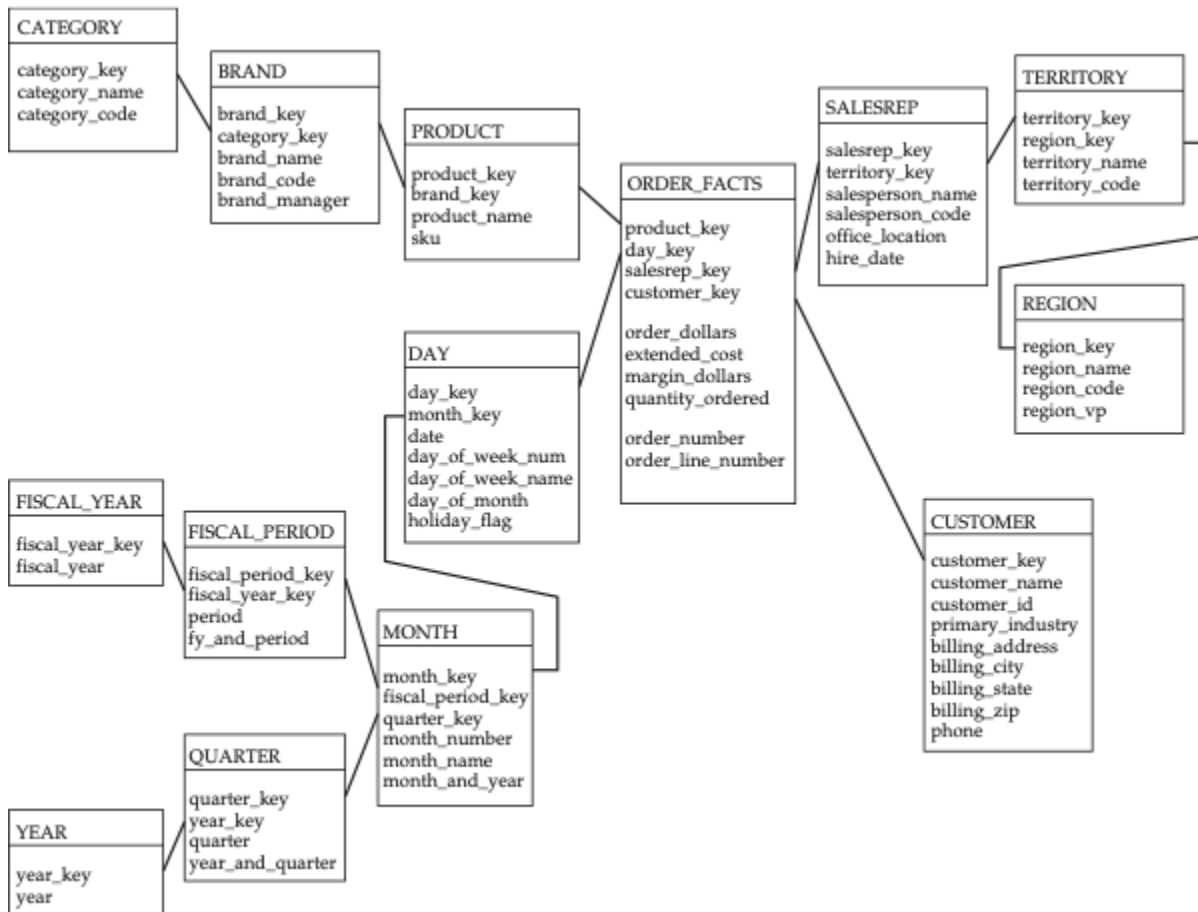 CATEGORY
category_key
category_name
category_code
BRAND
brand_key
category_key
brand_name
brand_code
brand_manager
PRODUCT
product_key
brand_key
product_name
sku
ORDER_FACTS
product_key
day_key
salesrep_key
customer_key
order_dollars
extended_cost
margin_dollars
quantity_ordered
order_number
order_line_number
SALESREP
salesrep_key
territory_key
salesperson_name
salesperson_code
office_location
hire_date
TERRITORY
territory_key
region_key
territory_name
territory_code
REGION
region_key
region_name
region_code
region_vp
DAY
day_key
month_key
date
day_of_week_num
day_of_week_name
day_of_month
holiday_flag
FISCAL_YEAR
fiscal_year_key
fiscal_year
FISCAL_PERIOD
fiscal_period_key
fiscal_year_key
period
fy_and_period
MONTH
month_key
fiscal_period_key
quarter_key
month_number
month_name
month_and_year
QUARTER
quarter_key
year_key
quarter
year_and_quarter
YEAR
year_key
year
CUSTOMER
customer_key
customer_name
customer_id
primary_industry
billing_address
billing_city
billing_state
billing_zip
phone